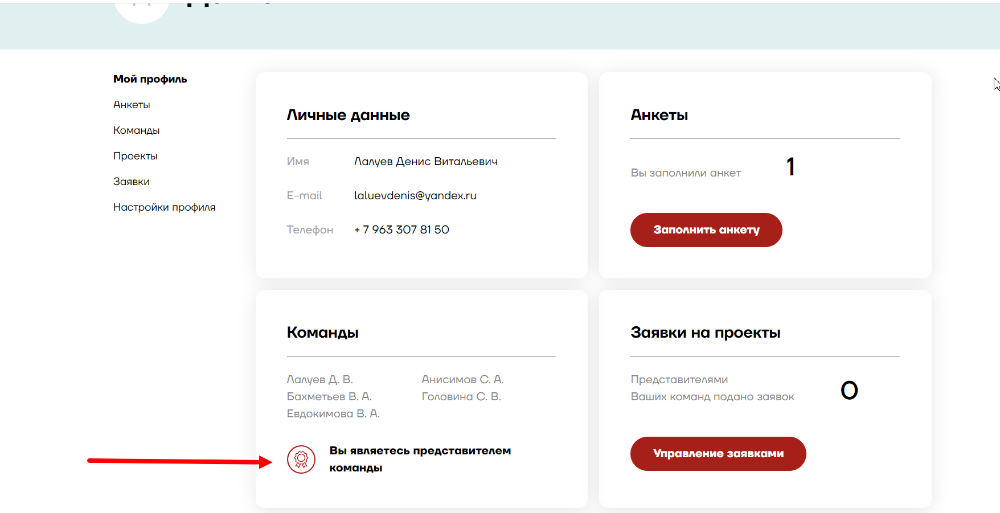 Мой профиль
Анкеты
Команды
Проекты
Заявки
Настройки профиля
Личные данные
Имя Лалуев Денис Витальевич
E-mail laluevdenis@yandex.ru
Телефон + 7 963 307 81 50
Анкеты
Вы заполнили анкет 1
Заполнить анкету
Команды
Лалуев Д. В. Анисимов С. А.
Бахметьев В. А. Головина С. В.
Евдокимова В. А.
Вы являетесь представителем
команды
Заявки на проекты
Представителями
Ваших команд подано заявок 0
Управление заявками